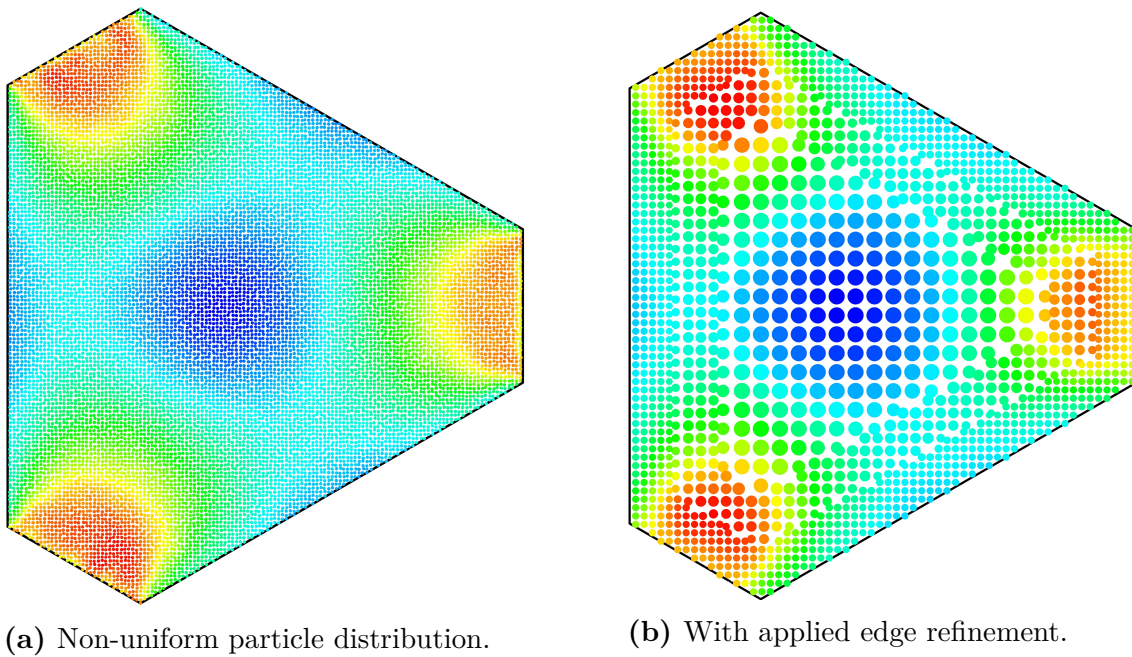 (a) Non-uniform particle distribution.
(b) With applied edge refinement.